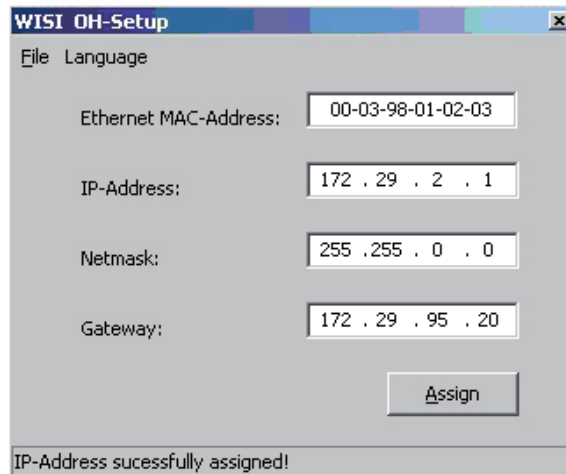 WISI OH-Setup
File Language
Ethernet MAC-Address: 00-03-98-01-02-03
IP-Address: 172 . 29 . 2 . 1
Netmask: 255 .255 . 0 . 0
Gateway: 172 . 29 . 95 . 20
Assign
IP-Address sucessfully assigned!